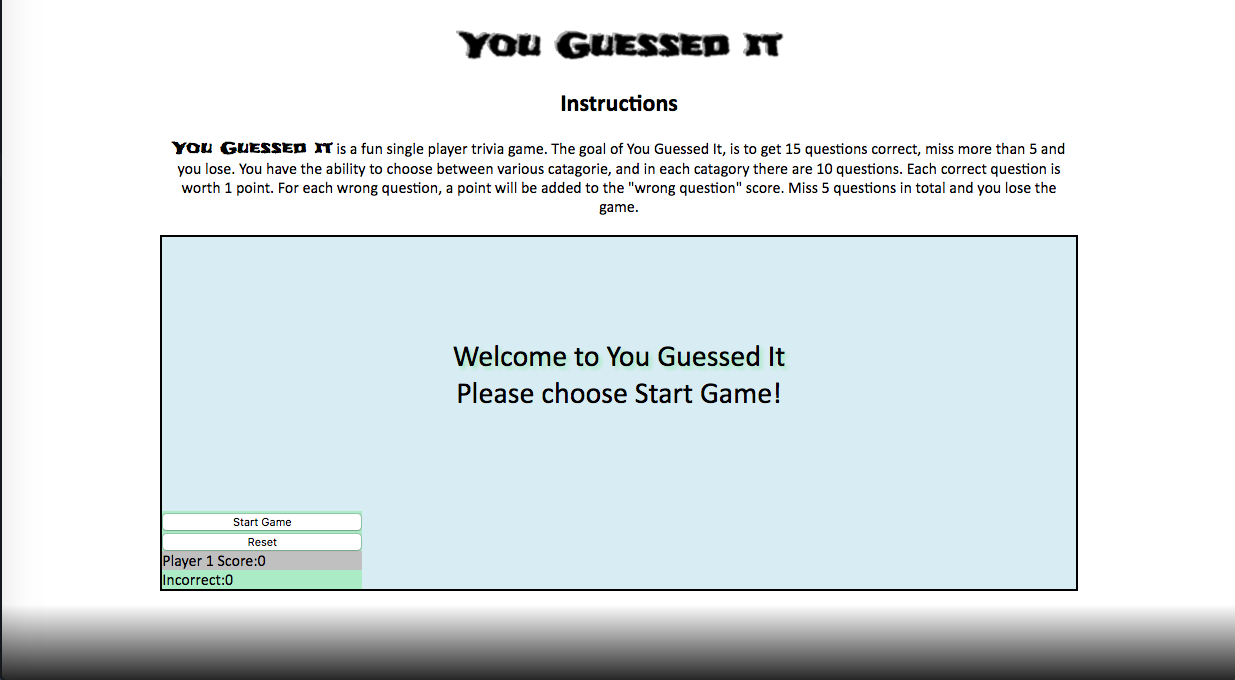 You Guessed it
Instructions
You Guessed it is a fun single player trivia game. The goal of You Guessed It, is to get 15 questions correct, miss more than 5 and
you lose. You have the ability to choose between various catagorie, and in each catagory there are 10 questions. Each correct question is
worth 1 point. For each wrong question, a point will be added to the "wrong question" score. Miss 5 questions in total and you lose the
game.
Welcome to You Guessed It
Please choose Start Game!
Start Game
Reset
Player 1 Score:0
Incorrect:0